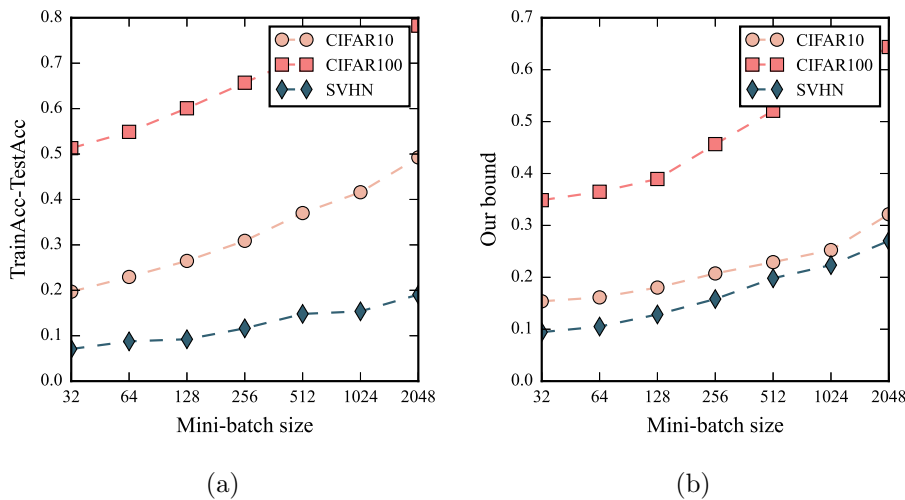 0.8
0.7
0.6
0.5
0.4
0.3
0.2
0.1
0.0
TrainAcc-TestAcc
CIFAR10
CIFAR100
SVHN
32 64 128 256 512 1024 2048
Mini-batch size
(a)
0.7
0.6
0.5
0.4
0.3
0.2
0.1
0.0
Our bound
CIFAR10
CIFAR100
SVHN
32 64 128 256 512 1024 2048
Mini-batch size
(b)